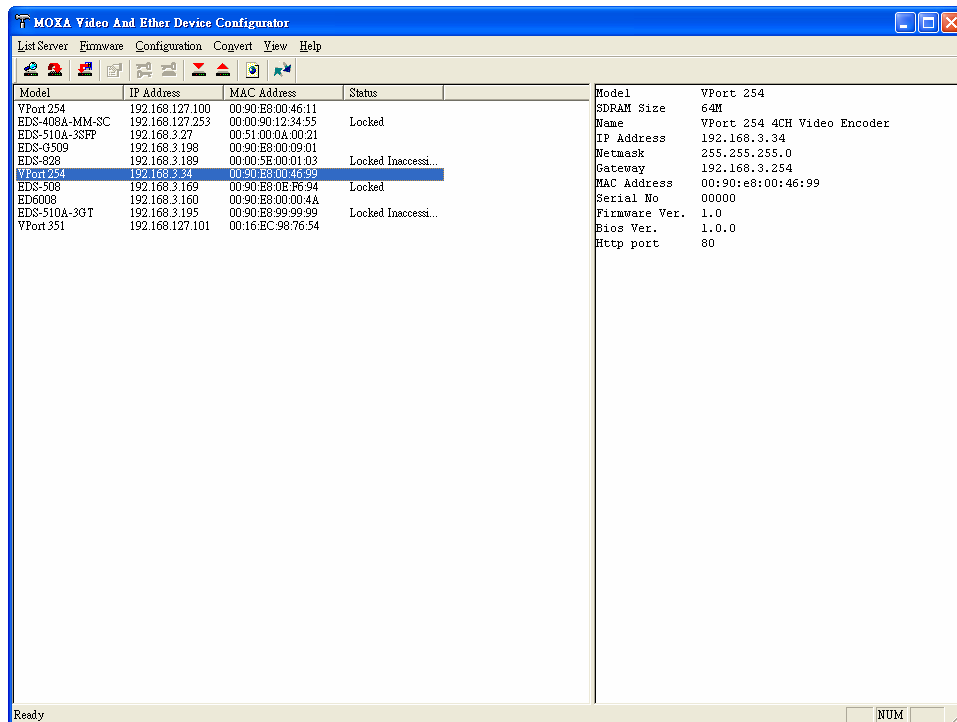 MOXA Video And Ether Device Configurator
List Server Firmware Configuration Convert View Help
Model IP Address MAC Address Status
VPort 254 192.168.127.100 00:90:E8:00:46:11
EDS-408A-MM-SC 192.168.127.253 00:00:90:12:34:55 Locked
EDS-510A-3SFP 192.168.3.27 00:51:00:0A:00:21
EDS-G509 192.168.3.198 00:90:E8:00:09:01
EDS-828 192.168.3.189 00:00:5E:00:01:03 Locked Inaccessi...
VPort 254 192.168.3.34 00:90:E8:00:46:99
EDS-508 192.168.3.169 00:90:E8:0E:F6:94 Locked
ED6008 192.168.3.160 00:90:E8:00:00:4A
EDS-510A-3GT 192.168.3.195 00:90:E8:99:99:99 Locked Inaccessi...
VPort 351 192.168.127.101 00:16:EC:98:76:54
Model VPort 254
SDRAM Size 64M
Name VPort 254 4CH Video Encoder
IP Address 192.168.3.34
Netmask 255.255.255.0
Gateway 192.168.3.254
MAC Address 00:90:e8:00:46:99
Serial No 00000
Firmware Ver. 1.0
Bios Ver. 1.0.0
Http port 80
Ready NUM